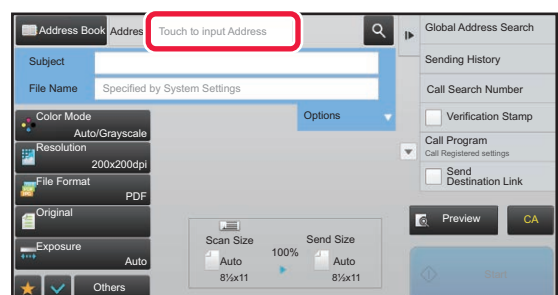 Address Book Addres Touch to input Address
Subject
File Name Specified by System Settings
Options
Color Mode
Auto/Grayscale
Resolution
200x200dpi
File Format
PDF
Original
Exposure
Auto
Others
Scan Size
Auto
8½x11
100%
Send Size
Auto
8½x11
Global Address Search
Sending History
Call Search Number
Verification Stamp
Call Program
Call Registered settings
Send
Destination Link
Preview
CA
Start